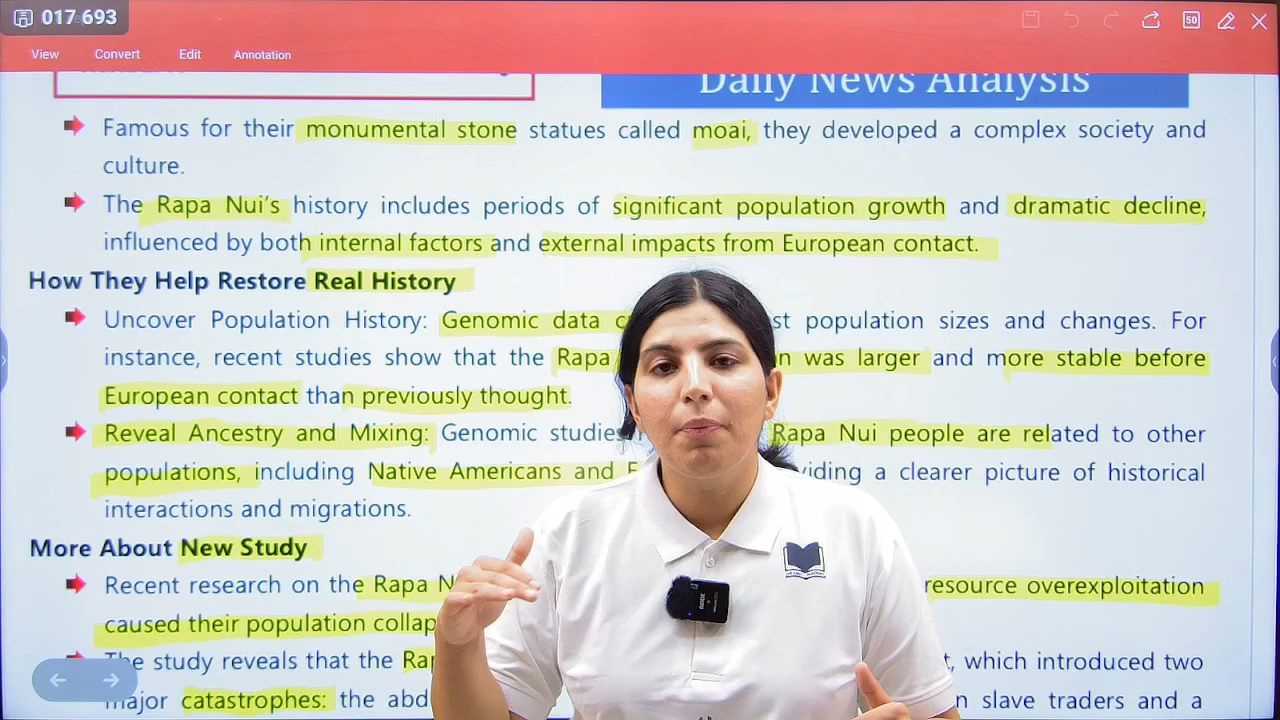 017 693
View Convert Edit Annotation
50
Daily News Analysis
Famous for their monumental stone statues called moai, they developed a complex society and
culture.
The Rapa Nui's history includes periods of significant population growth and dramatic decline,
influenced by both internal factors and external impacts from European contact.
How They Help Restore Real History
Uncover Population History: Genomic data population sizes and changes. For
instance, recent studies show that the Rapa was larger and more stable before
European contact than previously thought.
Reveal Ancestry and Mixing: Genomic studies Rapa Nui people are related to other
populations, including Native Americans and a clearer picture of historical
interactions and migrations.
More About New Study
Recent research on the Rapa resource overexploitation
caused their population
The study reveals that the which introduced two
major catastrophes: the slave traders and a